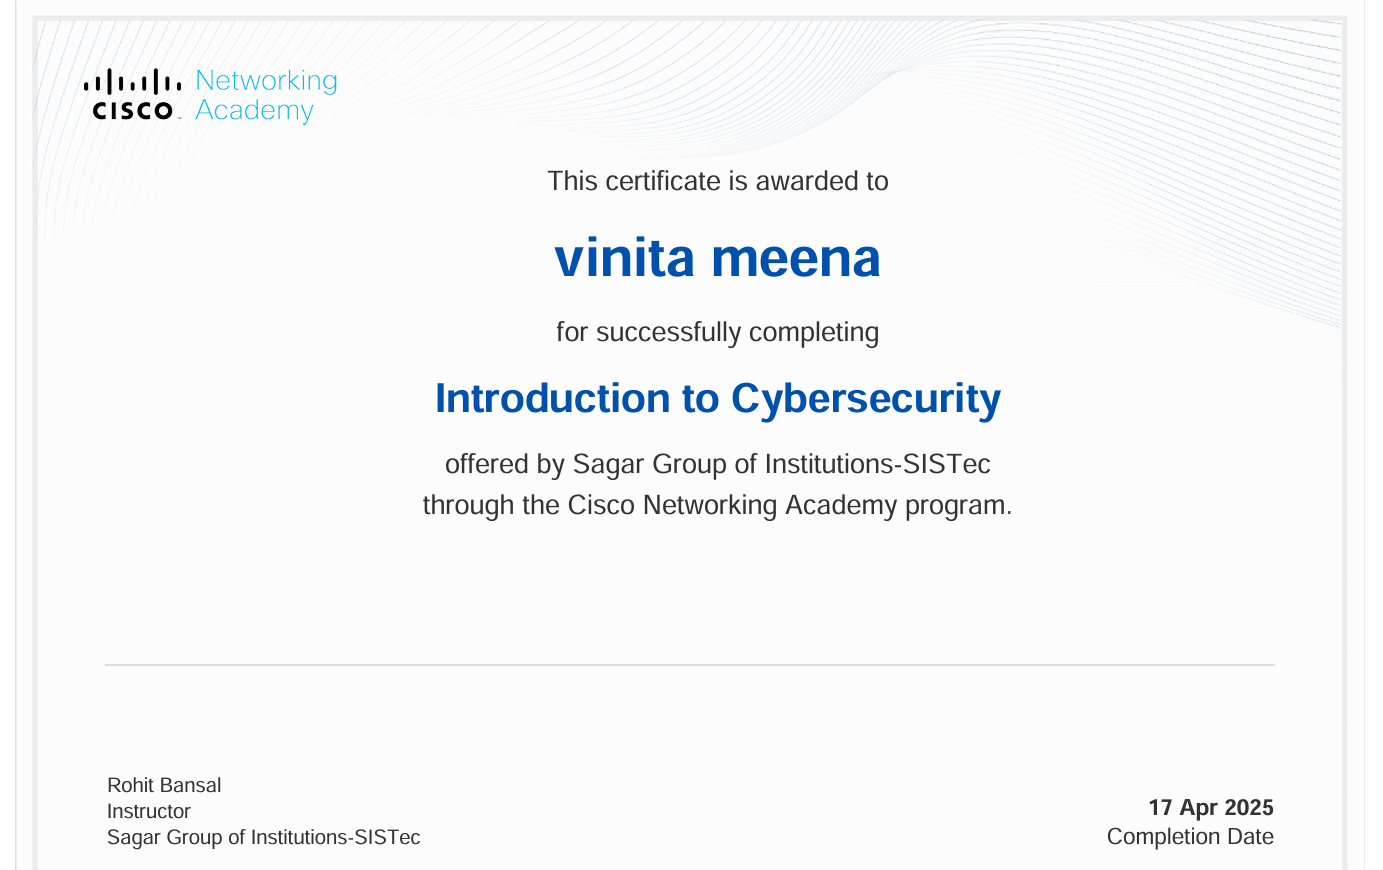 CISCO
Networking
Academy
This certificate is awarded to
vinita meena
for successfully completing
Introduction to Cybersecurity
offered by Sagar Group of Institutions-SISTec
through the Cisco Networking Academy program.
Rohit Bansal
Instructor
Sagar Group of Institutions-SISTec
17 Apr 2025
Completion Date